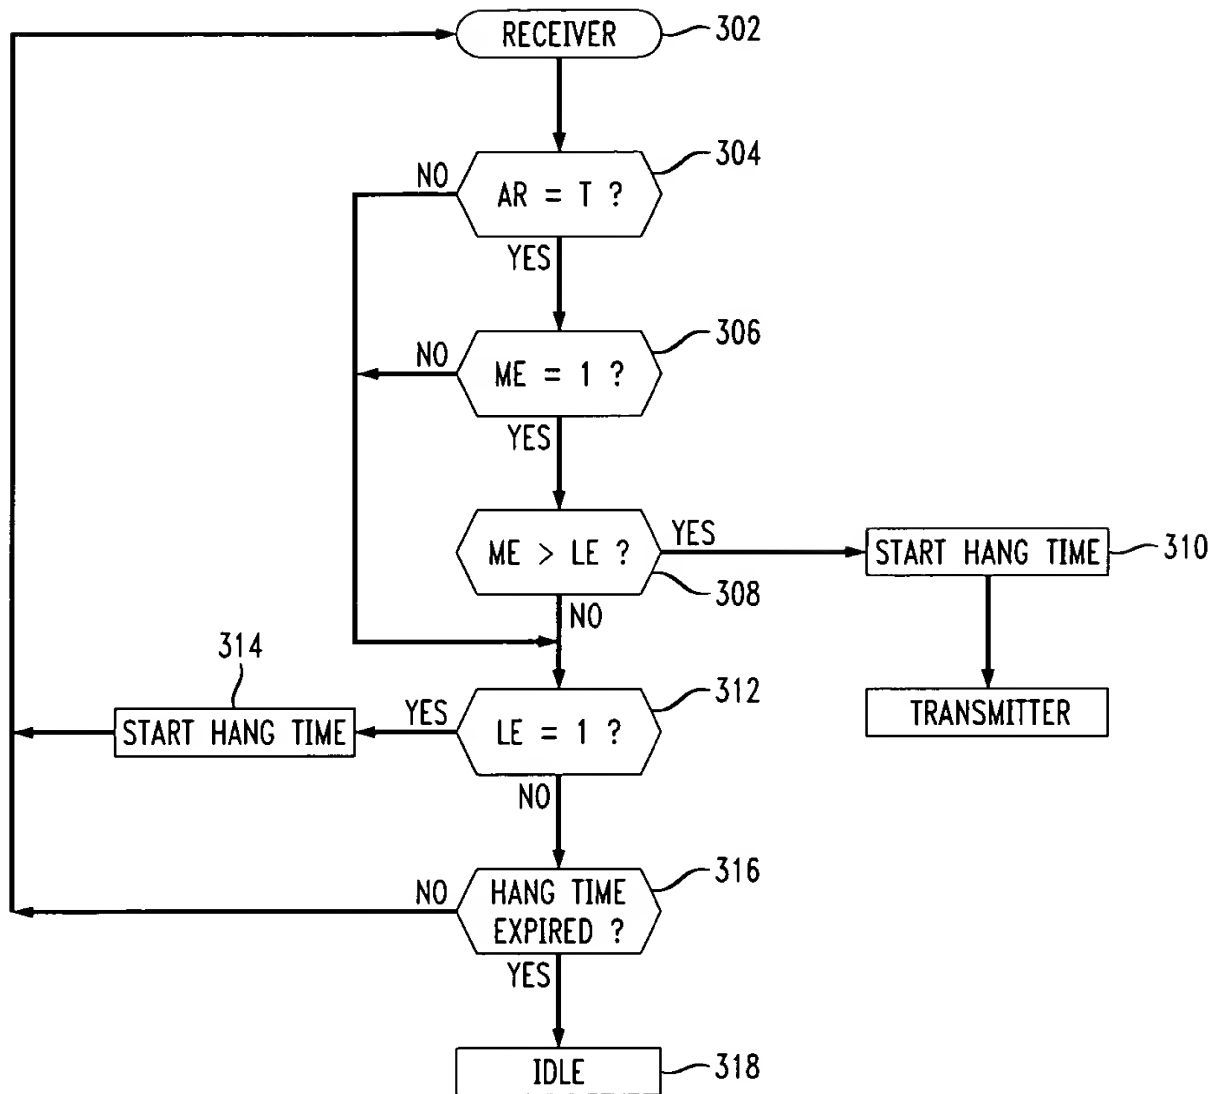 RECEIVER
302
304
NO
AR = T ?
YES
306
NO
ME = 1 ?
YES
ME > LE ?
YES
START HANG TIME
310
308
NO
314
312
YES
START HANG TIME
LE = 1 ?
TRANSMITTER
NO
316
NO
HANG TIME
EXPIRED ?
YES
IDLE
318